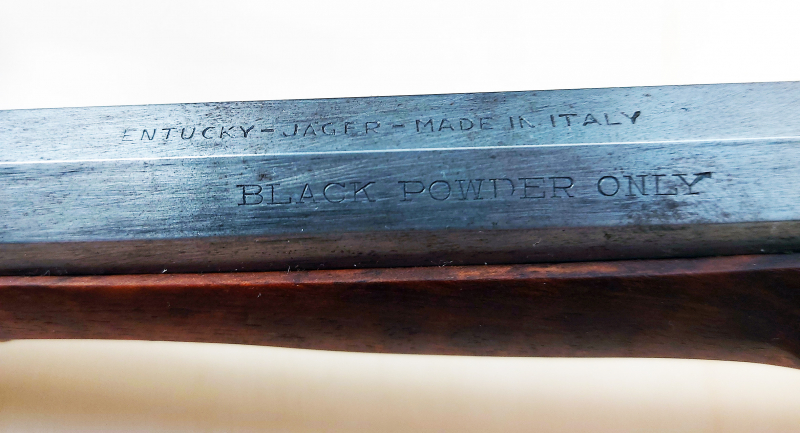 ENTUCKY-JAGER-MADE IN ITALY
BLACK POWDER ONLY